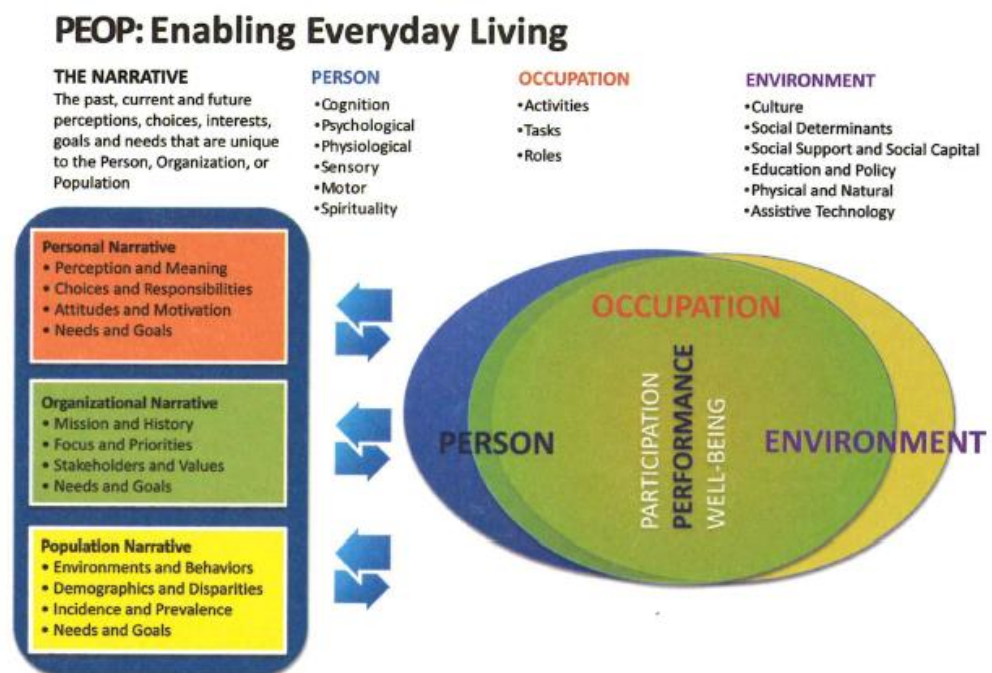 PEOP: Enabling Everyday Living
THE NARRATIVE
The past, current and future
perceptions, choices, interests,
goals and needs that are unique
to the Person, Organization, or
Population
PERSON
•Cognition
•Psychological
•Physiological
•Sensory
•Motor
•Spirituality
OCCUPATION
•Activities
•Tasks
•Roles
ENVIRONMENT
•Culture
•Social Determinants
•Social Support and Social Capital
•Education and Policy
•Physical and Natural
•Assistive Technology
Personal Narrative
• Perception and Meaning
• Choices and Responsibilities
• Attitudes and Motivation
• Needs and Goals
Organizational Narrative
• Mission and History
• Focus and Priorities
• Stakeholders and Values
• Needs and Goals
Population Narrative
• Environments and Behaviors
• Demographics and Disparities
• Incidence and Prevalence
• Needs and Goals
OCCUPATION
PERSON
PARTICIPATION
PERFORMANCE
WELL-BEING
ENVIRONMENT